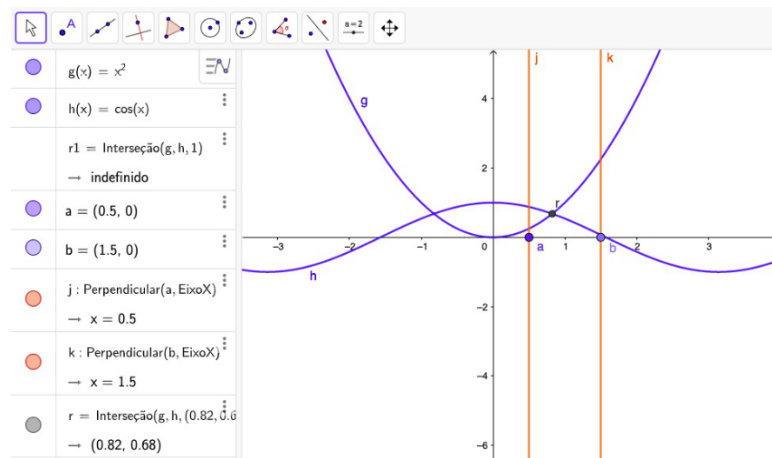 A
a=2
g(x) = x²
h(x) = cos(x)
r1 = Interseção(g, h, 1)
→ indefinido
a = (0.5, 0)
b = (1.5, 0)
j : Perpendicular(a, EixoX)
→ x = 0.5
k : Perpendicular(b, EixoX)
→ x = 1.5
r = Interseção(g, h, (0.82, 0.6
→ (0.82, 0.68)
j
k
g
4
2
r
-3
-2
-1
0
a
1
b
3
h
-2
-4
-6